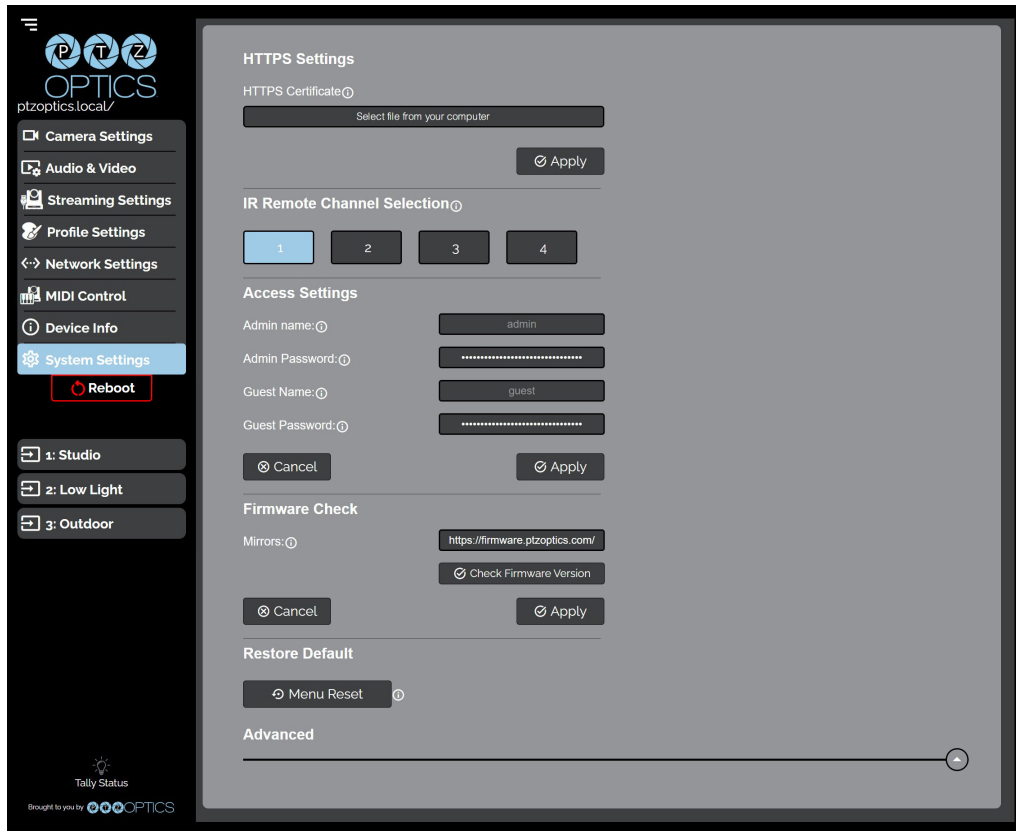 PTZ
OPTICS
ptzoptics.local/
Camera Settings
Audio & Video
Streaming Settings
Profile Settings
Network Settings
MIDI Control
Device Info
System Settings
Reboot
1: Studio
2: Low Light
3: Outdoor
Tally Status
Brought to you by PTZOPTICS
HTTPS Settings
HTTPS Certificate
Select file from your computer
Apply
IR Remote Channel Selection
1 2 3 4
Access Settings
Admin name: admin
Admin Password: ••••••••••••••••••••••••••••••••
Guest Name: guest
Guest Password: ••••••••••••••••••••••••••••••••
Cancel Apply
Firmware Check
Mirrors: https://firmware.ptzoptics.com/
Check Firmware Version
Cancel Apply
Restore Default
Menu Reset
Advanced